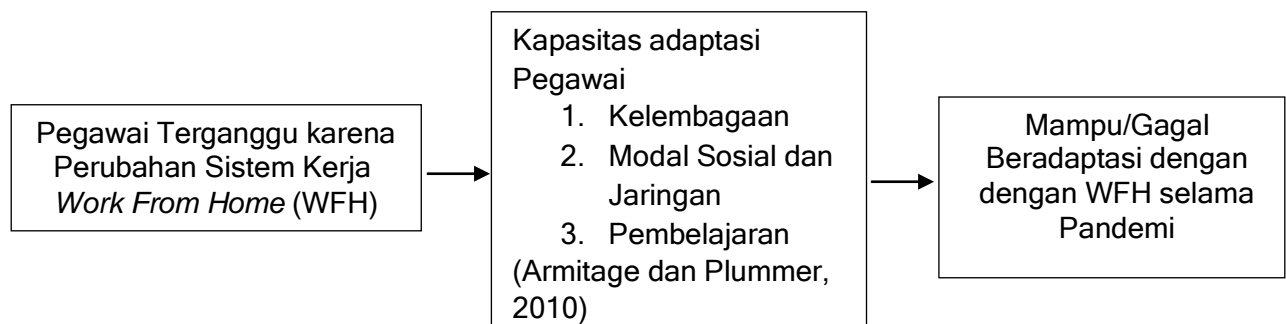 Pegawai Terganggu karena
Perubahan Sistem Kerja
Work From Home (WFH)
Kapasitas adaptasi
Pegawai
1. Kelembagaan
2. Modal Sosial dan
Jaringan
3. Pembelajaran
(Armitage dan Plummer,
2010)
Mampu/Gagal
Beradaptasi dengan
dengan WFH selama
Pandemi